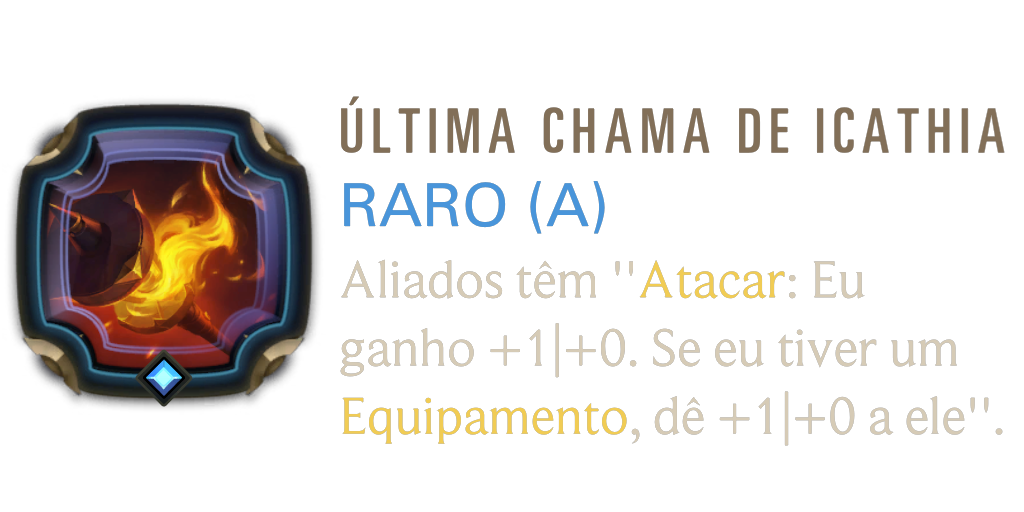 ÚLTIMA CHAMA DE ICATHIA
RARO (A)
Aliados têm "Atacar: Eu
ganho +1|+0. Se eu tiver um
Equipamento, dê +1|+0 a ele".